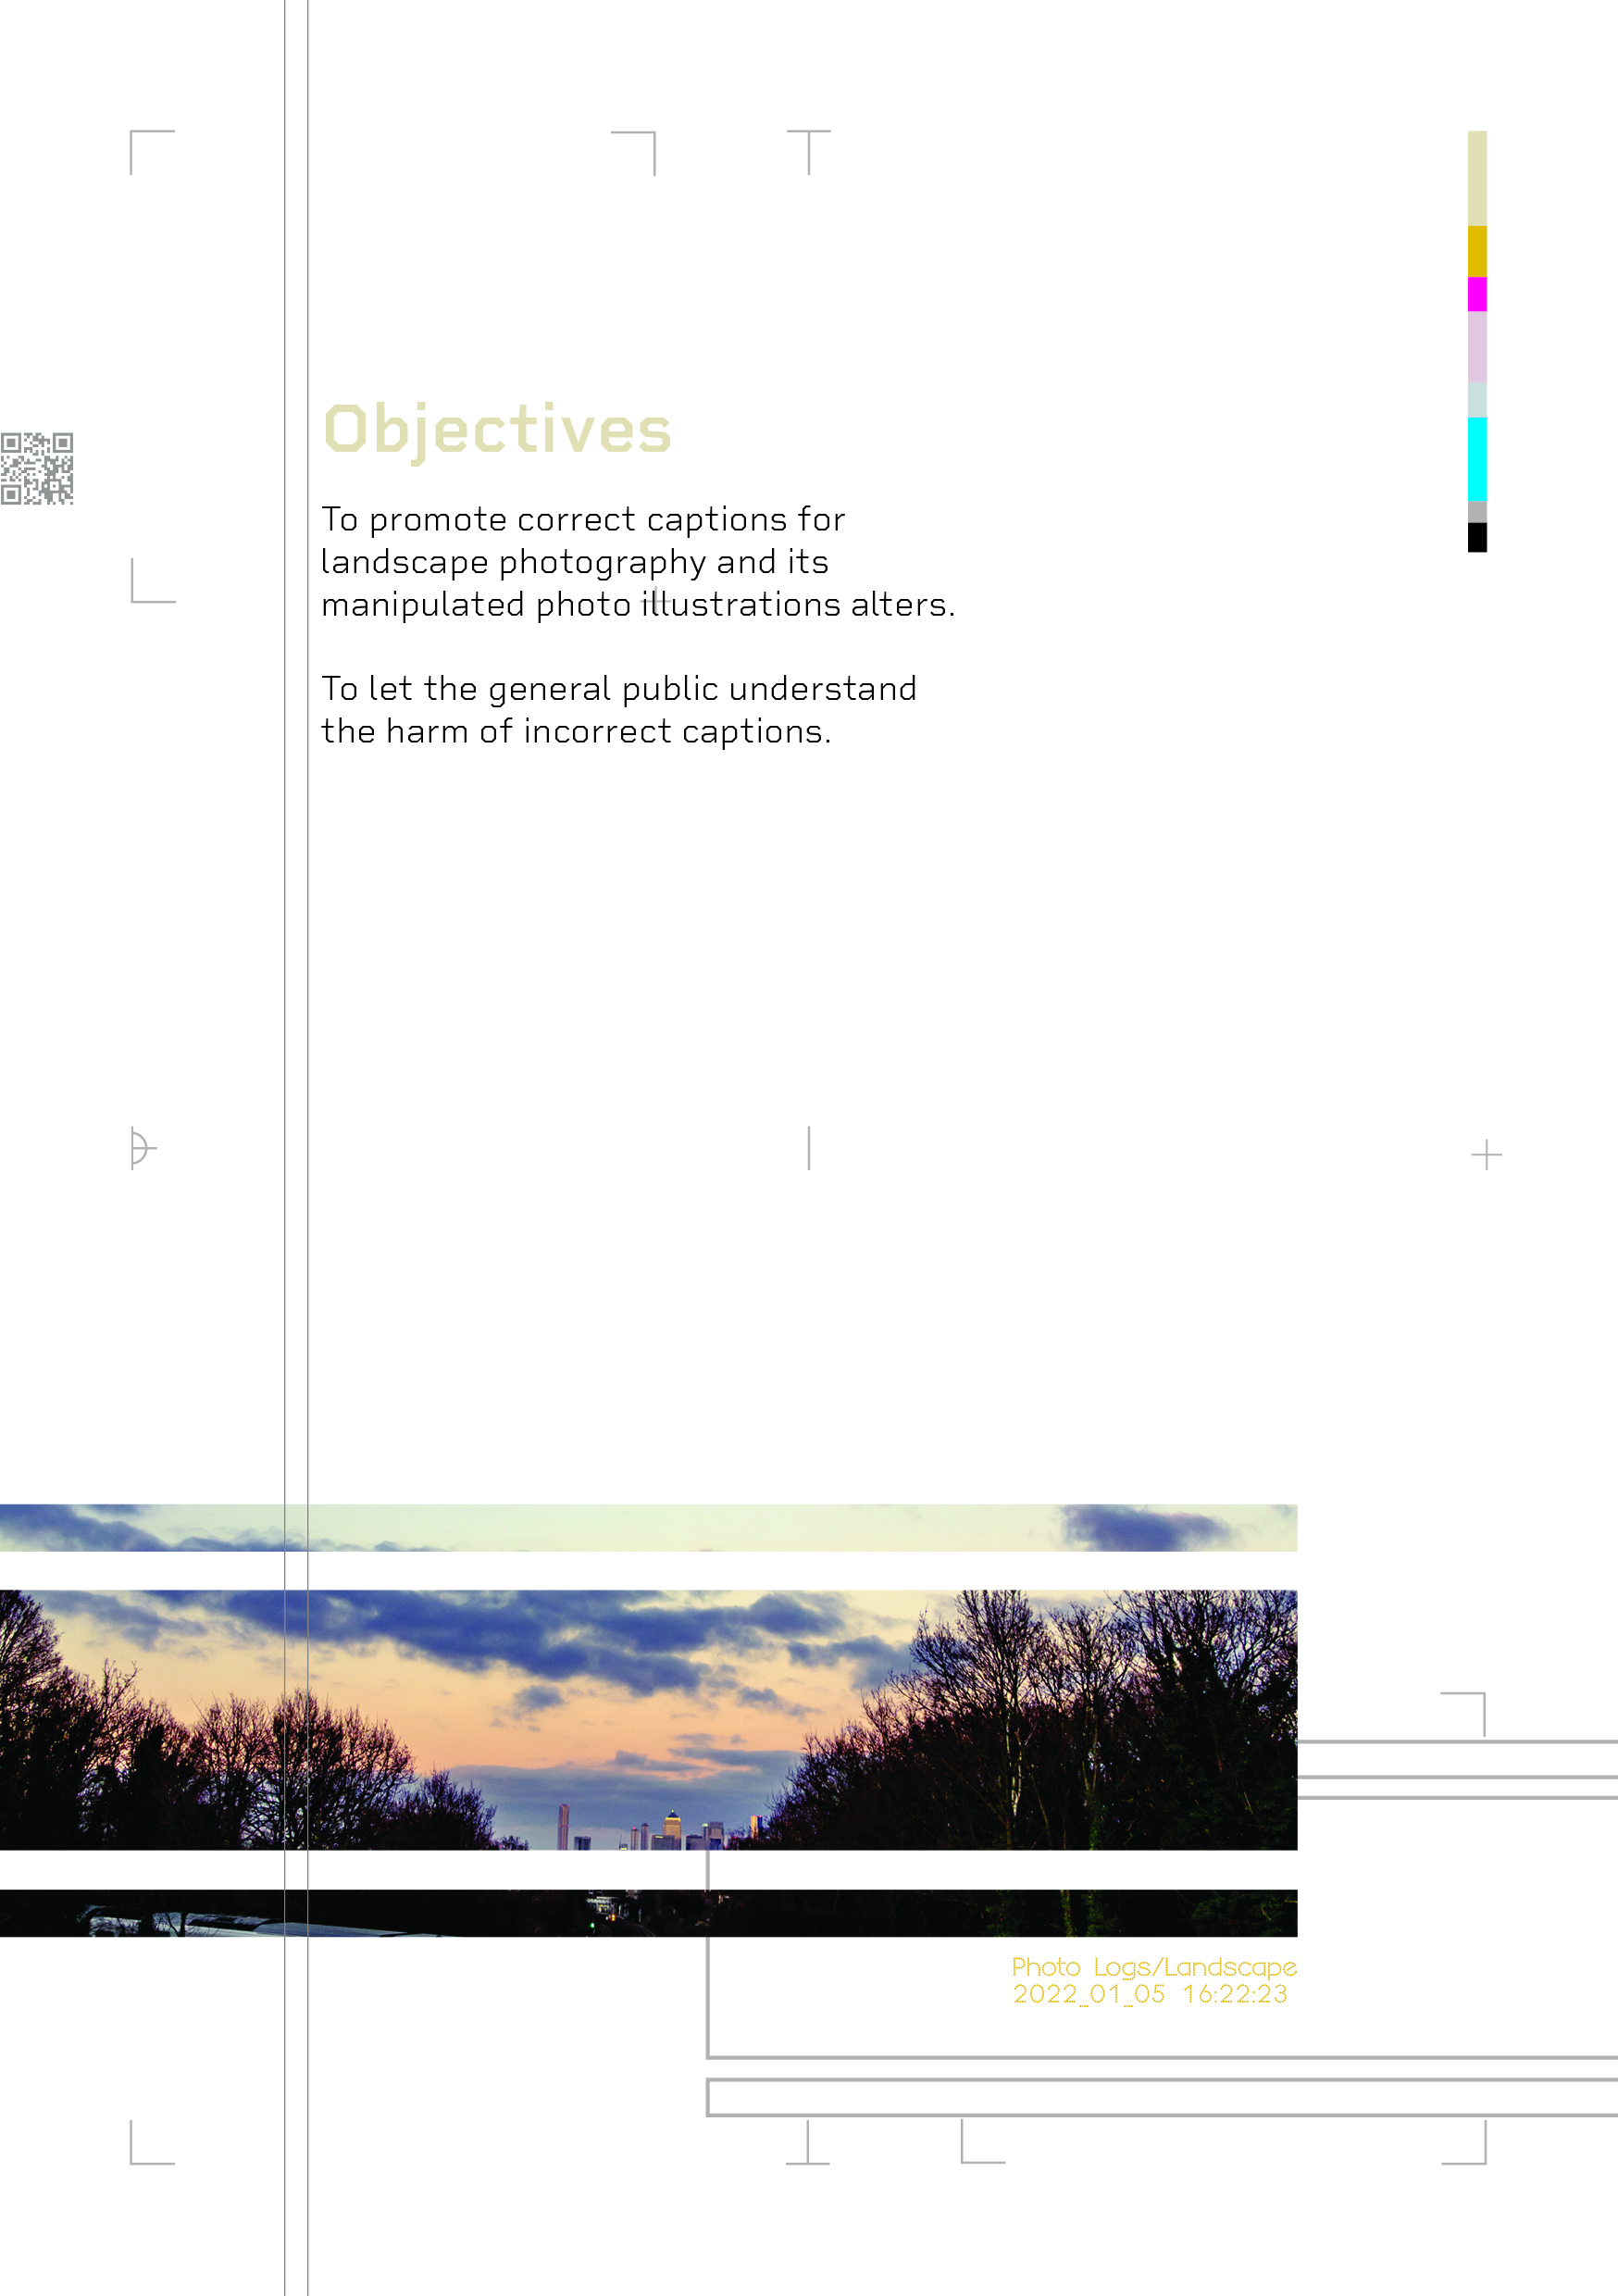 Objectives
To promote correct captions for
landscape photography and its
manipulated photo illustrations alters.
To let the general public understand
the harm of incorrect captions.
Photo Logs/Landscape
2022_01_05 16:22:23